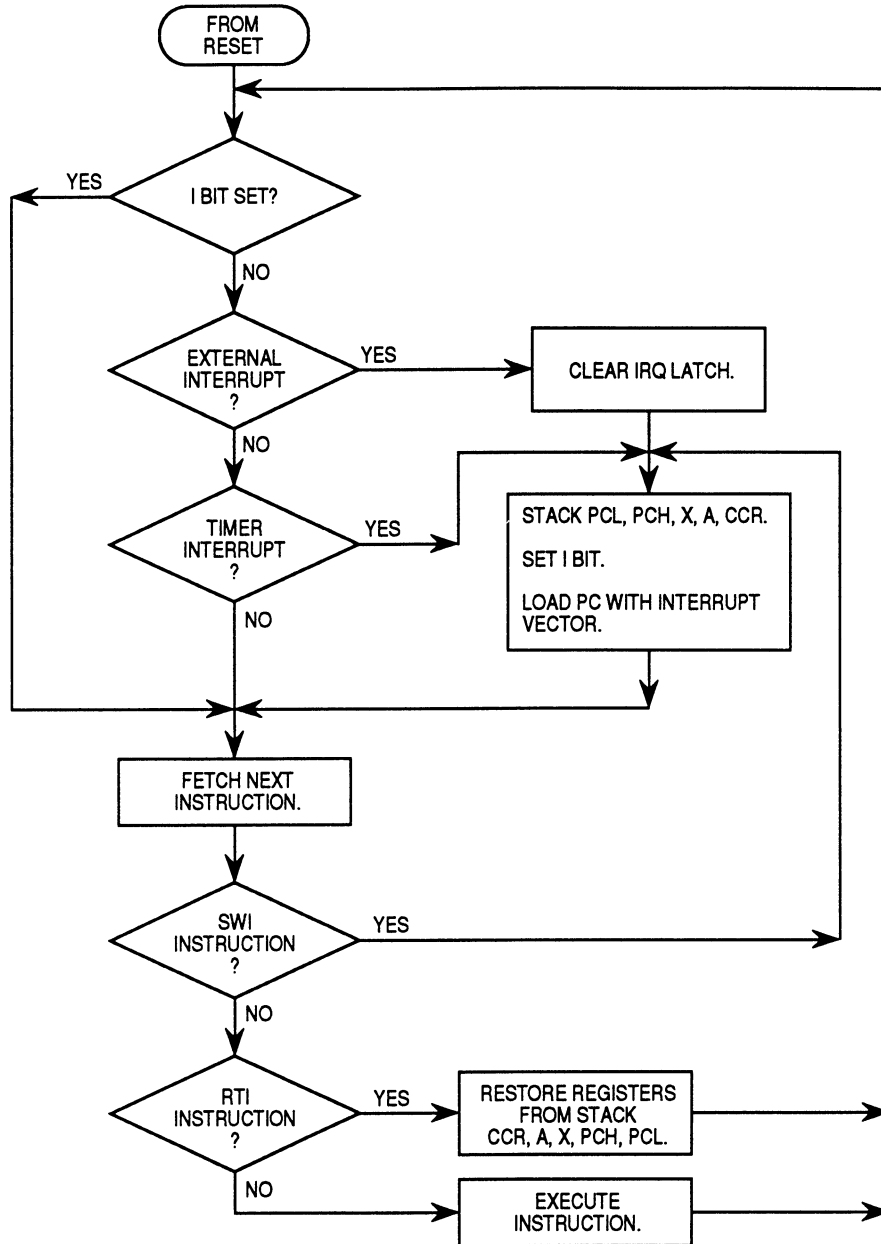 FROM
RESET
YES
I BIT SET?
NO
EXTERNAL
INTERRUPT
?
YES
CLEAR IRQ LATCH.
NO
TIMER
INTERRUPT
?
YES
STACK PCL, PCH, X, A, CCR.
SET I BIT.
LOAD PC WITH INTERRUPT
VECTOR.
NO
FETCH NEXT
INSTRUCTION.
SWI
INSTRUCTION
?
YES
NO
RTI
INSTRUCTION
?
YES
RESTORE REGISTERS
FROM STACK
CCR, A, X, PCH, PCL.
NO
EXECUTE
INSTRUCTION.